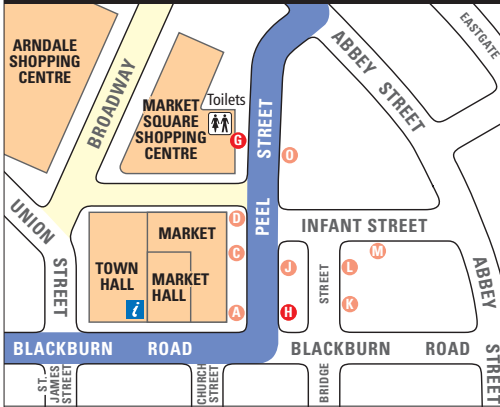 ARNDALE
SHOPPING
CENTRE
BROADWAY
MARKET
SQUARE
SHOPPING
CENTRE
Toilets
G
PEEL STREET
O
ABBEY STREET
EASTGATE
UNION STREET
TOWN
HALL
i
MARKET
MARKET
HALL
D
C
A
INFANT STREET
J
H
STREET
BRIDGE
M
L
K
ABBEY
STREET
BLACKBURN ROAD
BLACKBURN ROAD
ST.
JAMES
STREET
CHURCH
STREET